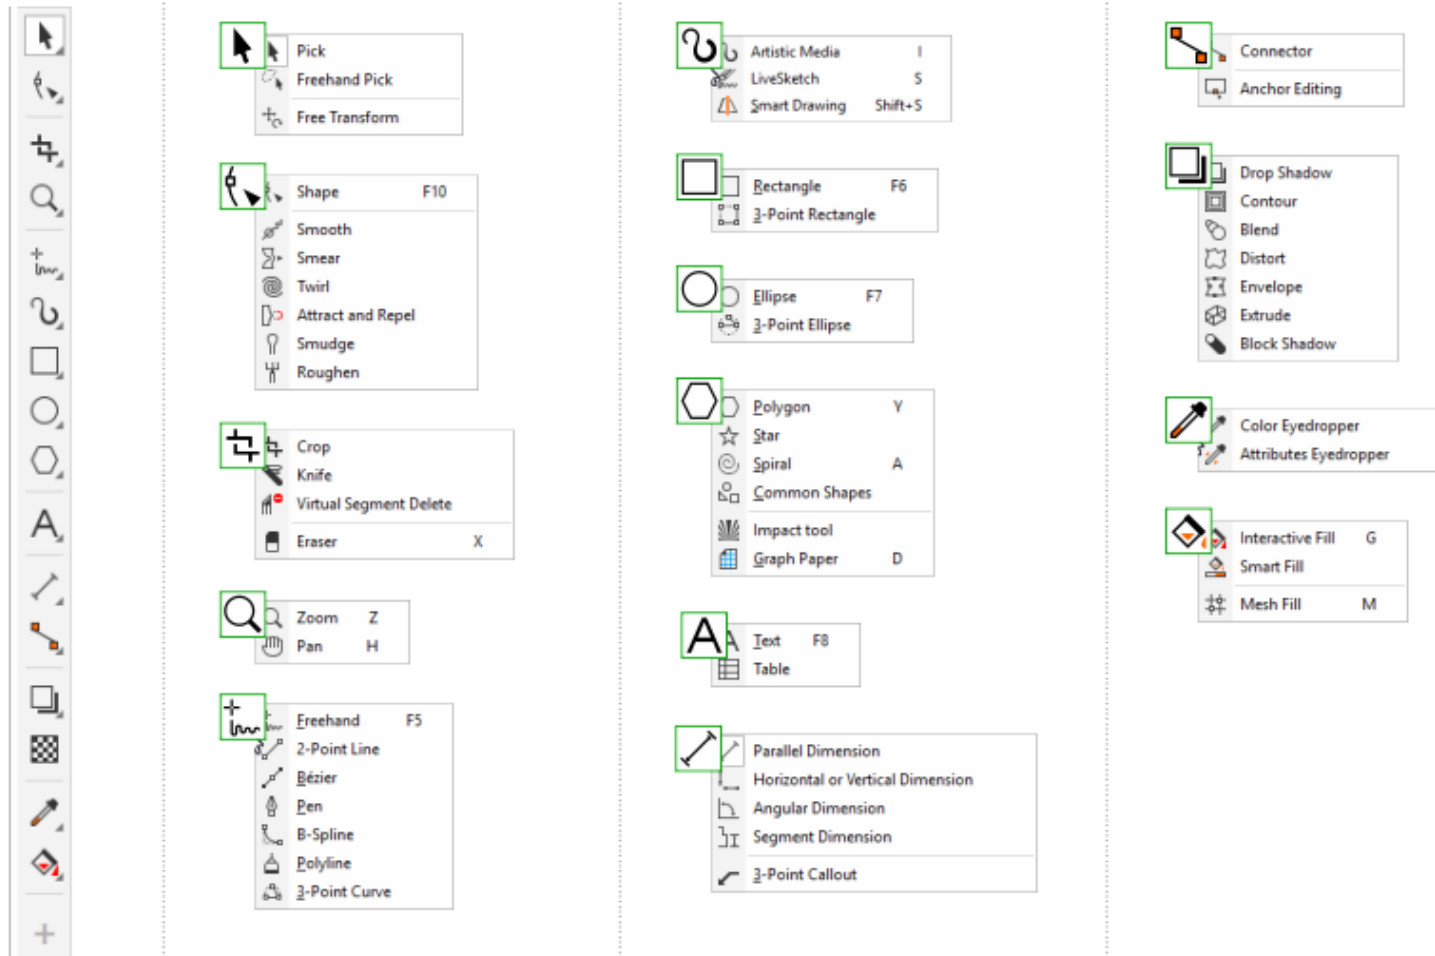 Pick
Freehand Pick
Free Transform
Shape F10
Smooth
Smear
Twirl
Attract and Repel
Smudge
Roughen
Crop
Knife
Virtual Segment Delete
Eraser X
Zoom Z
Pan H
Freehand F5
2-Point Line
Bézier
Pen
B-Spline
Polyline
3-Point Curve
Artistic Media I
LiveSketch S
Smart Drawing Shift+S
Rectangle F6
3-Point Rectangle
Ellipse F7
3-Point Ellipse
Polygon Y
Star
Spiral A
Common Shapes
Impact tool
Graph Paper D
Text F8
Table
Parallel Dimension
Horizontal or Vertical Dimension
Angular Dimension
Segment Dimension
3-Point Callout
Connector
Anchor Editing
Drop Shadow
Contour
Blend
Distort
Envelope
Extrude
Block Shadow
Color Eyedropper
Attributes Eyedropper
Interactive Fill G
Smart Fill
Mesh Fill M